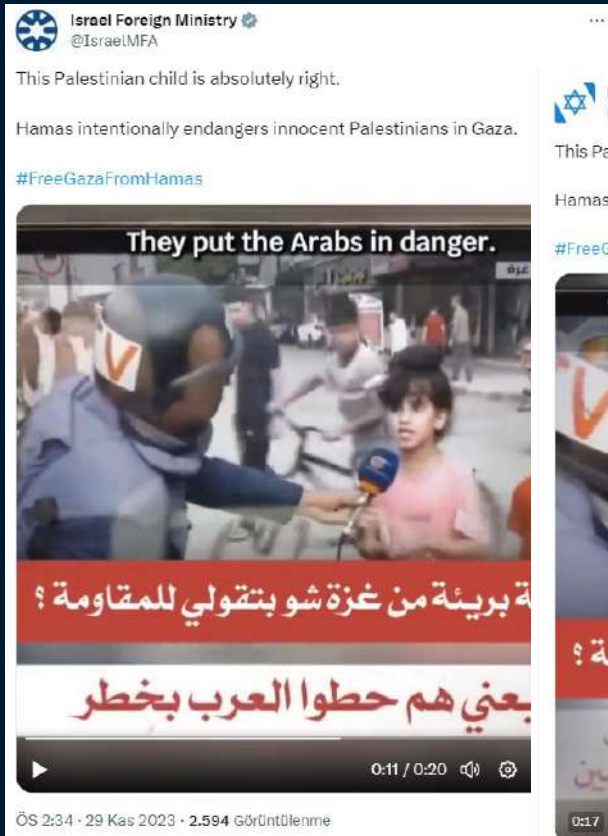 Israel Foreign Ministry
@IsraelMFA
This Palestinian child is absolutely right.
Hamas intentionally endangers innocent Palestinians in Gaza.
#FreeGazaFromHamas
They put the Arabs in danger.
غزة
بريئة من غزة شو بتقولي للمقاومة ؟
يعني هم حطوا العرب بخطر
0:11 / 0:20
ÖS 2:34 · 29 Kas 2023 · 2.594 Görüntülenme
This Pa
Hamas
#FreeG
ة ؟
0:17